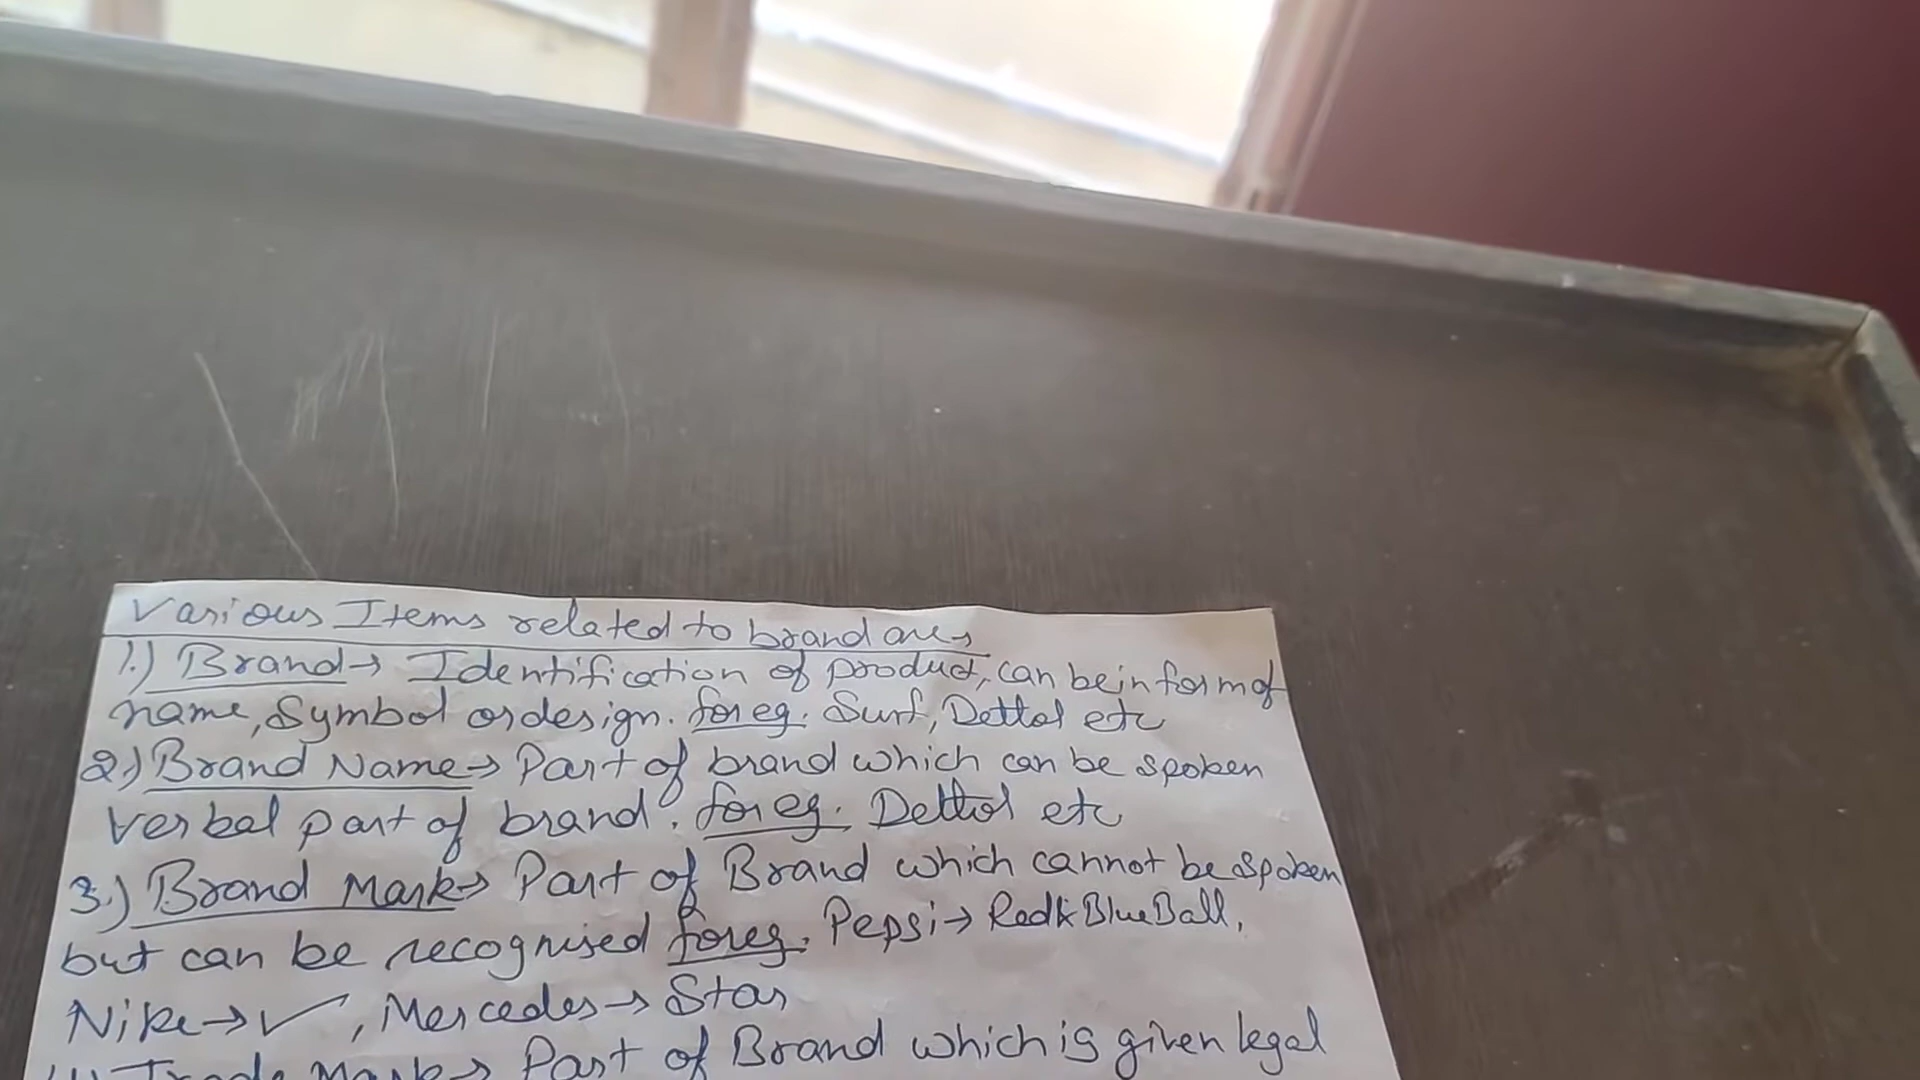 Various Items related to brand are →
1.) Brand → Identification of product, can be in form of
name, Symbol or design. for eg. Surf, Dettol etc
2.) Brand Name → Part of brand which can be spoken
Verbal part of brand. for eg. Dettol etc
3.) Brand Mark → Part of Brand which cannot be spoken
but can be recognised for eg. Pepsi → Red & Blue Ball,
Nike → ✓, Mercedes → Star
4.) Trade Mark → Part of Brand which is given legal